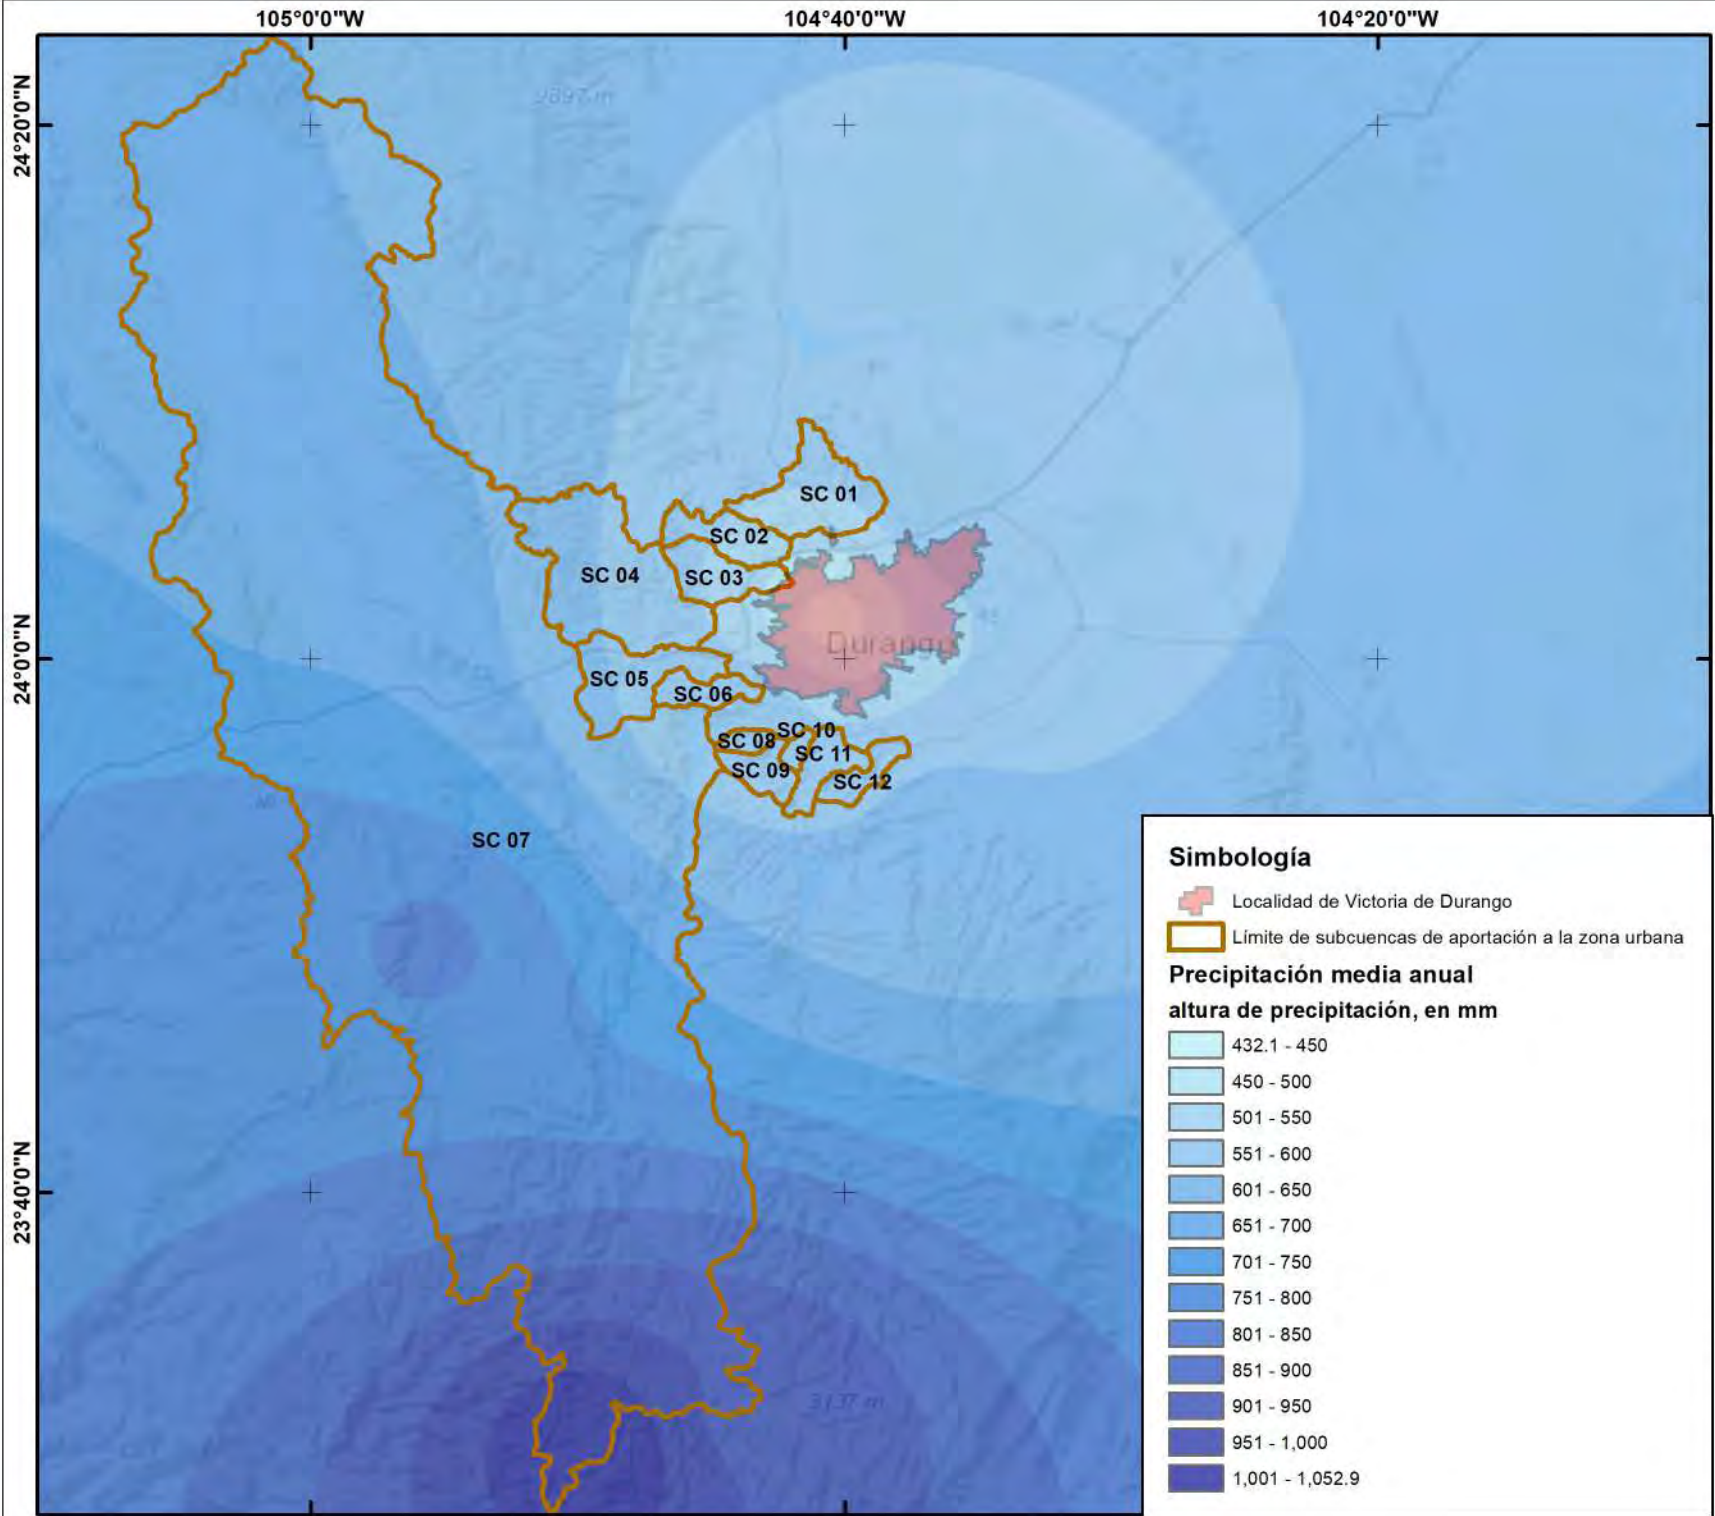 105°0'0"W
104°40'0"W
104°20'0"W
24°20'0"N
24°0'0"N
23°40'0"N
2897 m
SC 01
SC 02
SC 03
SC 04
Durango
SC 05
SC 06
SC 10
SC 08
SC 11
SC 09
SC 12
SC 07
3137 m
Simbología
Localidad de Victoria de Durango
Límite de subcuencas de aportación a la zona urbana
Precipitación media anual
altura de precipitación, en mm
432.1 - 450
450 - 500
501 - 550
551 - 600
601 - 650
651 - 700
701 - 750
751 - 800
801 - 850
851 - 900
901 - 950
951 - 1,000
1,001 - 1,052.9